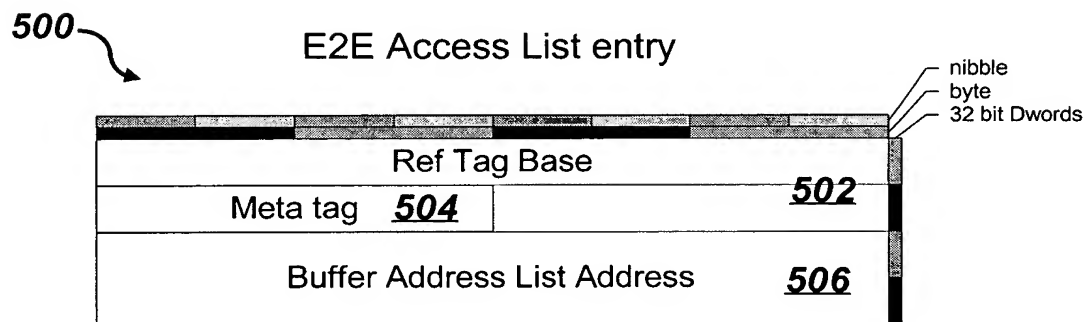 500
E2E Access List entry
nibble
byte
32 bit Dwords
Ref Tag Base
502
Meta tag 504
Buffer Address List Address 506